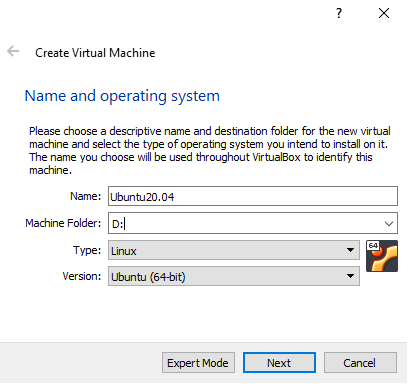 ?
Create Virtual Machine
Name and operating system
Please choose a descriptive name and destination folder for the new virtual
machine and select the type of operating system you intend to install on it.
The name you choose will be used throughout VirtualBox to identify this
machine.
Name: Ubuntu20.04
Machine Folder: D:
Type: Linux
64
Version: Ubuntu (64-bit)
Expert Mode Next Cancel